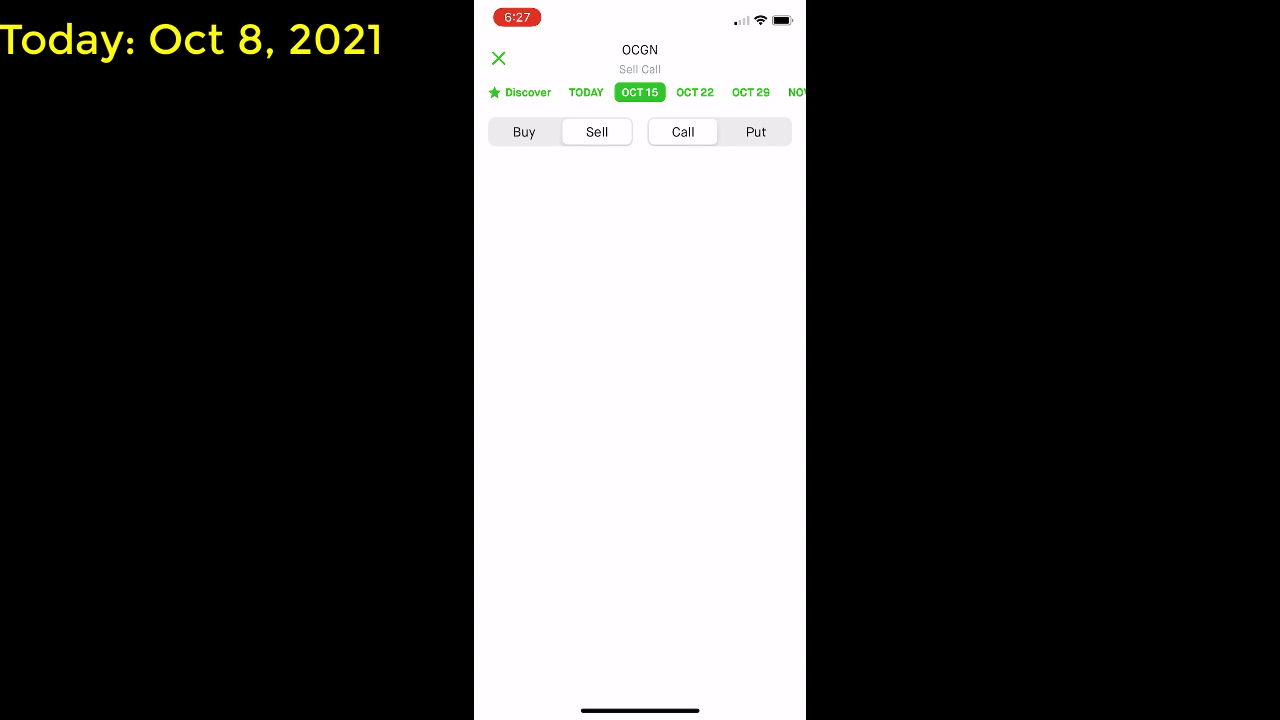 Today: Oct 8, 2021
6:27
OCGN
Sell Call
Discover TODAY OCT 15 OCT 22 OCT 29
Buy Sell Call Put